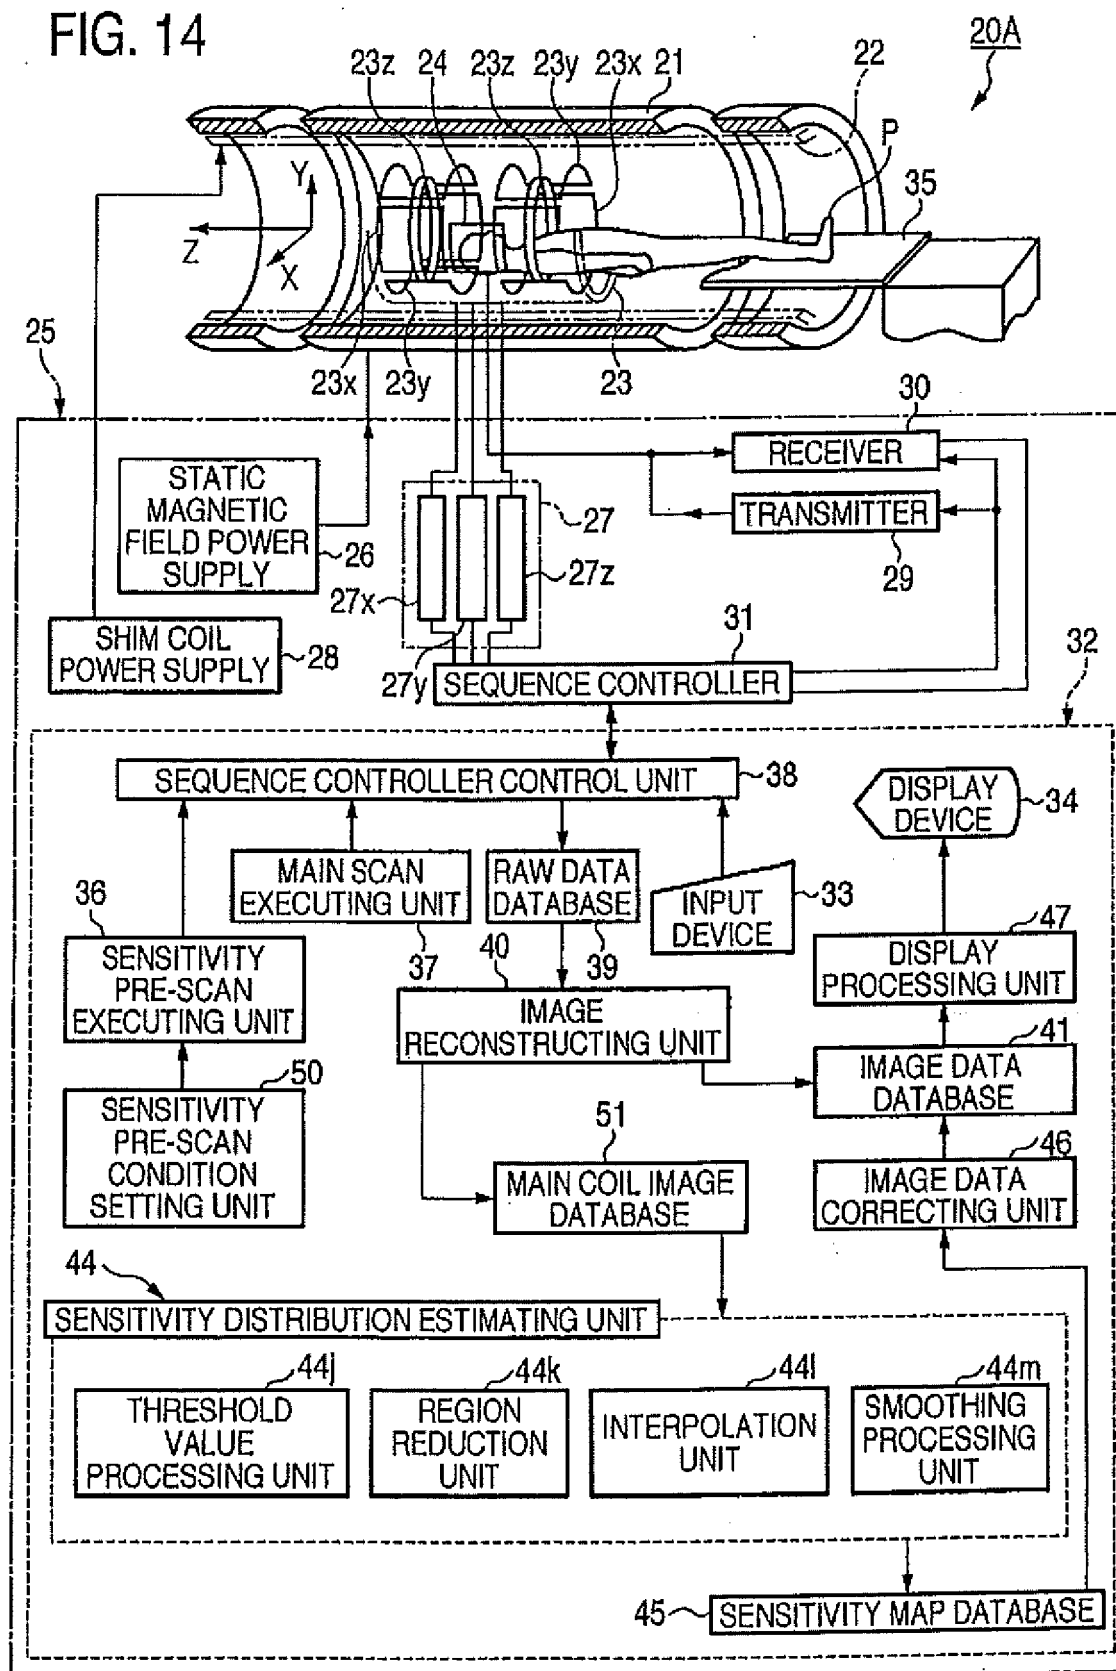 FIG. 14
20A
23z 24 23z 23y 23x 21 22
P
35
Y
Z
X
25
23x 23y 23
30
RECEIVER
STATIC
MAGNETIC
FIELD POWER
SUPPLY
26
27
TRANSMITTER
29
27x
27z
SHIM COIL
POWER SUPPLY
28
27y
31
SEQUENCE CONTROLLER
32
SEQUENCE CONTROLLER CONTROL UNIT
38
DISPLAY
DEVICE
34
MAIN SCAN
EXECUTING UNIT
37
RAW DATA
DATABASE
39
INPUT
DEVICE
33
36
SENSITIVITY
PRE-SCAN
EXECUTING UNIT
40
IMAGE
RECONSTRUCTING UNIT
47
DISPLAY
PROCESSING UNIT
41
IMAGE DATA
DATABASE
50
SENSITIVITY
PRE-SCAN
CONDITION
SETTING UNIT
51
MAIN COIL IMAGE
DATABASE
46
IMAGE DATA
CORRECTING UNIT
44
SENSITIVITY DISTRIBUTION ESTIMATING UNIT
44j
THRESHOLD
VALUE
PROCESSING UNIT
44k
REGION
REDUCTION
UNIT
44l
INTERPOLATION
UNIT
44m
SMOOTHING
PROCESSING
UNIT
45
SENSITIVITY MAP DATABASE